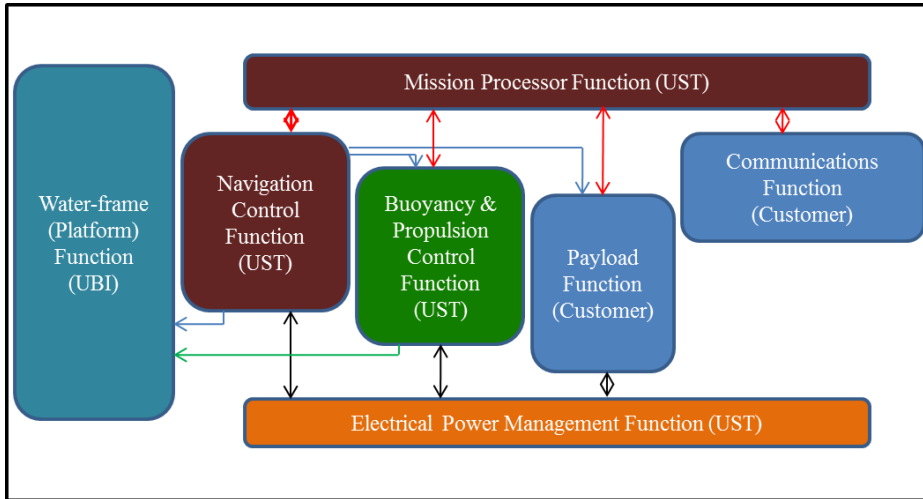 Mission Processor Function (UST)
Water-frame
(Platform)
Function
(UBI)
Navigation
Control
Function
(UST)
Buoyancy &
Propulsion
Control
Function
(UST)
Payload
Function
(Customer)
Communications
Function
(Customer)
Electrical Power Management Function (UST)